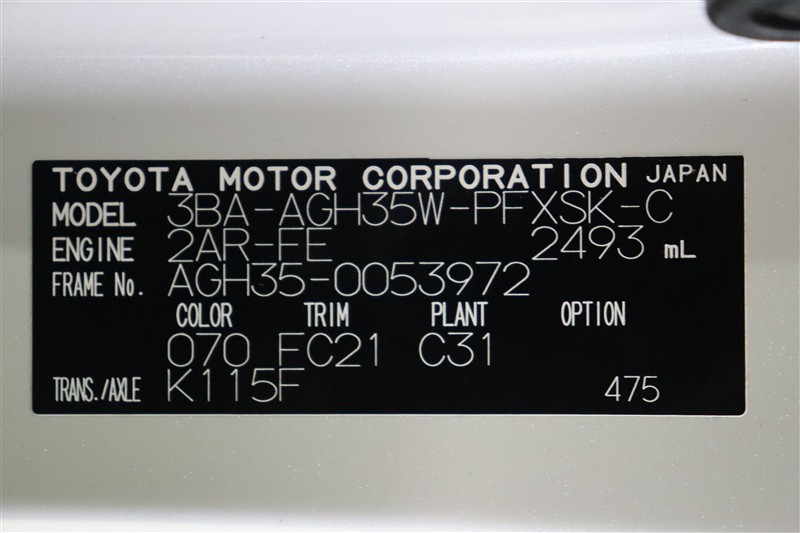 TOYOTA MOTOR CORPORATION JAPAN
MODEL 3BA-AGH35W-PFXSK-C
ENGINE 2AR-FE 2493 mL
FRAME No. AGH35-0053972
COLOR TRIM PLANT OPTION
070 FC21 C31
TRANS./AXLE K115F 475